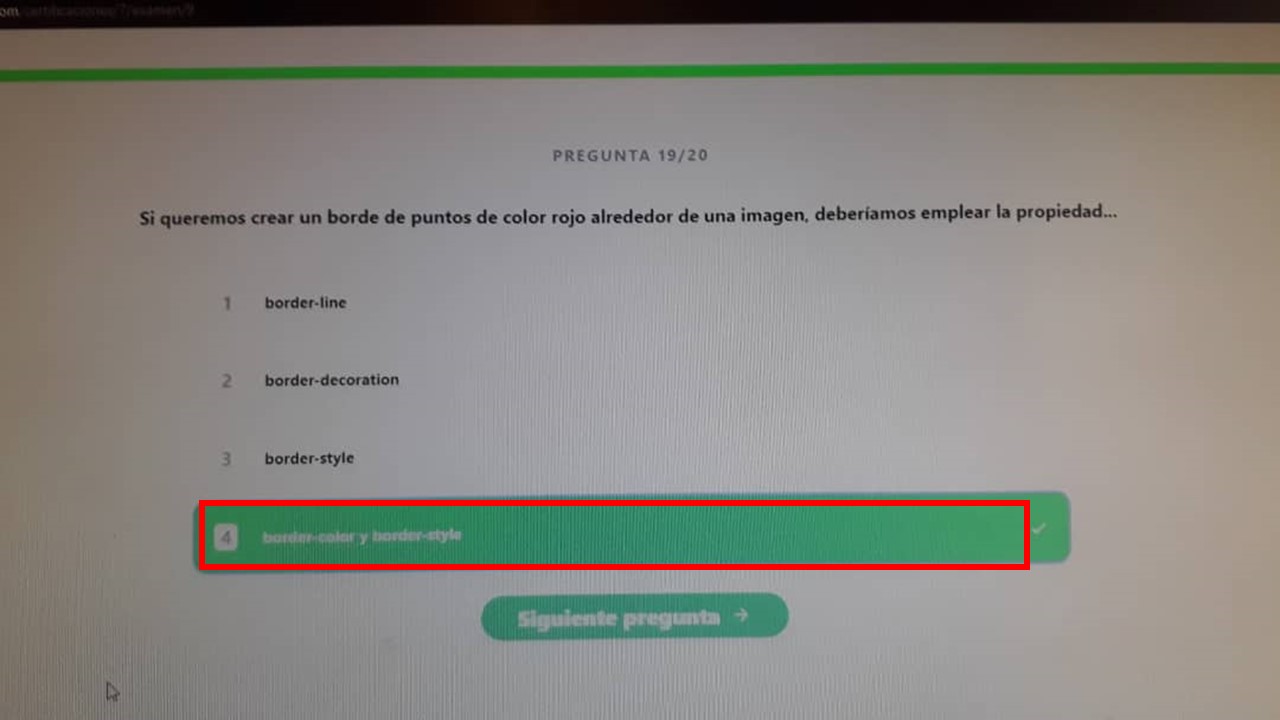 om/certificaciones/7/examen/9
PREGUNTA 19/20
Si queremos crear un borde de puntos de color rojo alrededor de una imagen, deberíamos emplear la propiedad...
1 border-line
2 border-decoration
3 border-style
4 border-color y border-style
Siguiente pregunta